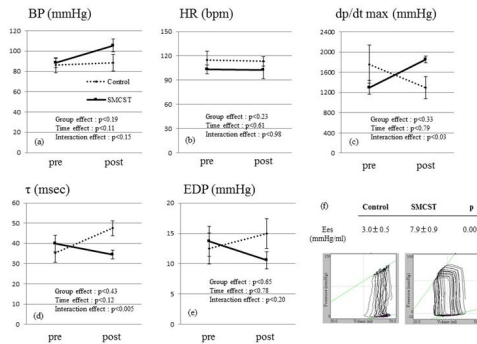 BP (mmHg)
120
100
80
60
40
20
0
Control
SMCST
Group effect : p<0.19
Time effect : p<0.11
Interaction effect : p<0.15
(a)
pre
post
HR (bpm)
150
100
50
0
Group effect : p<0.23
Time effect : p<0.61
Interaction effect : p<0.98
(b)
pre
post
dp/dt max (mmHg)
2400
2000
1600
1200
800
400
0
Group effect : p<0.33
Time effect : p<0.79
Interaction effect : p<0.03
(c)
pre
post
τ (msec)
60
50
40
30
20
10
0
Group effect : p<0.43
Time effect : p<0.12
Interaction effect : p<0.005
(d)
pre
post
EDP (mmHg)
20
15
10
5
0
Group effect : p<0.65
Time effect : p<0.78
Interaction effect : p<0.20
(e)
pre
post
(f)
Control SMCST p
Ees 3.0±0.5 7.9±0.9 0.00
(mmHg/ml)